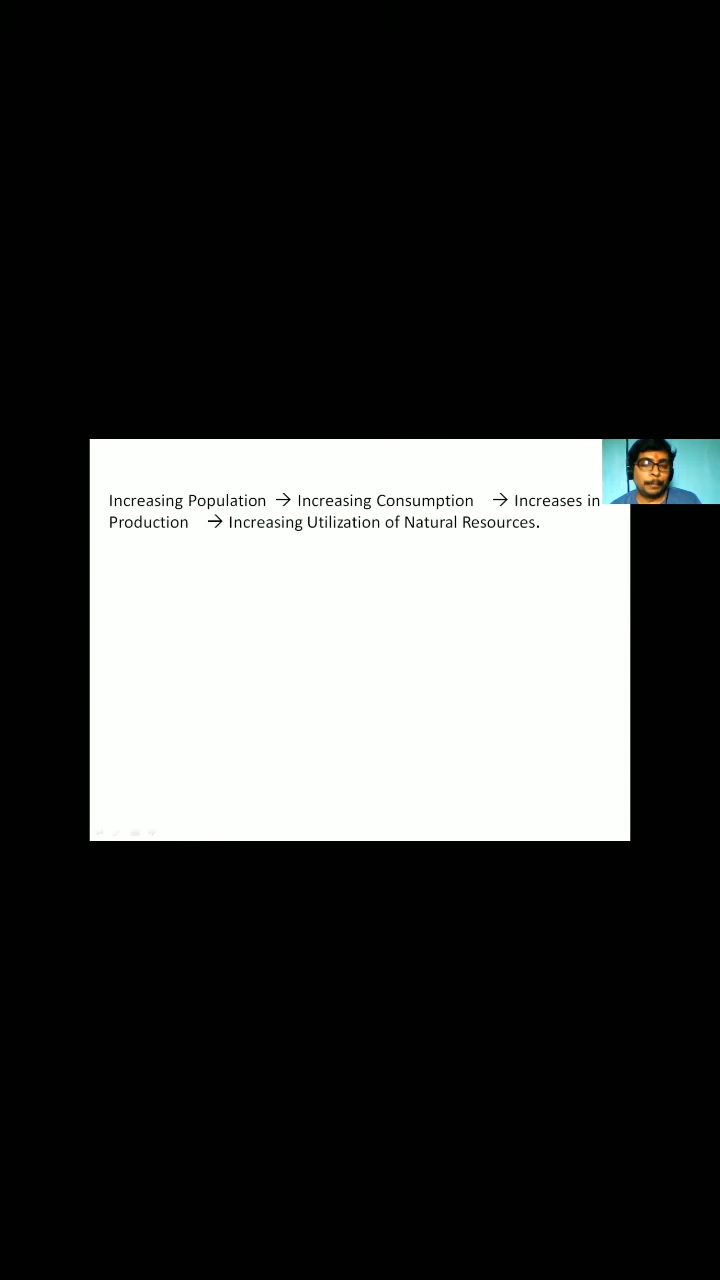 Increasing Population → Increasing Consumption → Increases in
Production → Increasing Utilization of Natural Resources.